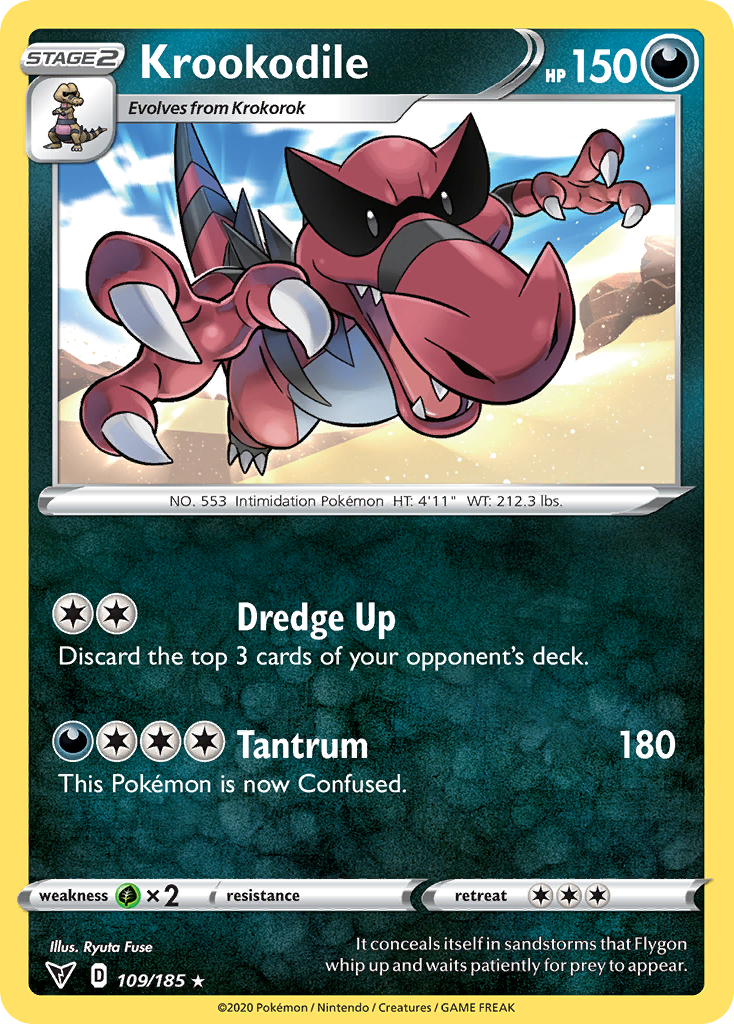 STAGE2
Krookodile
HP 150
Evolves from Krokorok
NO. 553 Intimidation Pokémon HT: 4'11" WT: 212.3 lbs.
Dredge Up
Discard the top 3 cards of your opponent's deck.
Tantrum 180
This Pokémon is now Confused.
weakness ×2 resistance retreat
Illus. Ryuta Fuse
It conceals itself in sandstorms that Flygon
whip up and waits patiently for prey to appear.
D 109/185 ★
©2020 Pokémon / Nintendo / Creatures / GAME FREAK